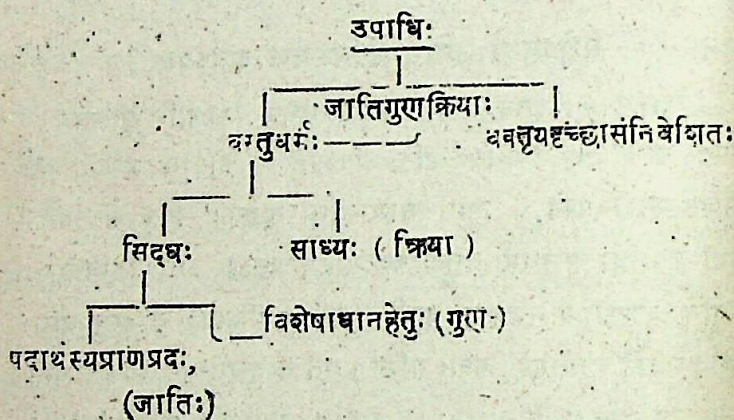 उपाधिः
जातिगुणक्रियाः
वस्तुधर्मः
वक्तृयदृच्छासंनिवेशितः
सिद्धः साध्यः ( क्रिया )
विशेषाधानहेतुः (गुणः)
पदार्थस्यप्राणप्रदः,
(जातिः)